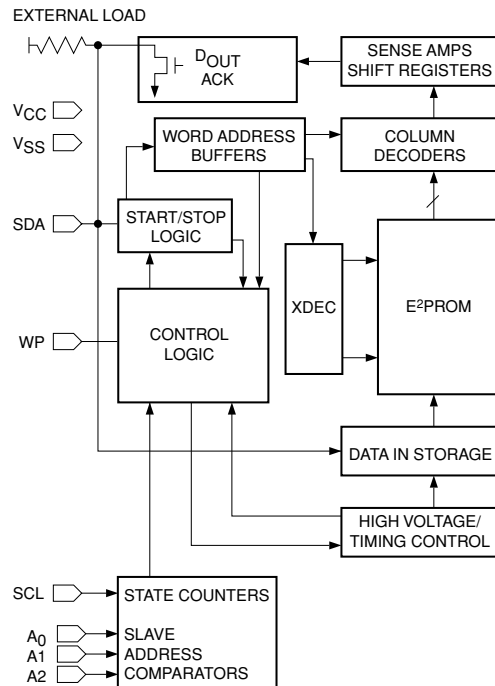 EXTERNAL LOAD
DOUT
ACK
SENSE AMPS
SHIFT REGISTERS
VCC
VSS
WORD ADDRESS
BUFFERS
COLUMN
DECODERS
SDA
START/STOP
LOGIC
XDEC
E²PROM
WP
CONTROL
LOGIC
DATA IN STORAGE
HIGH VOLTAGE/
TIMING CONTROL
SCL
STATE COUNTERS
A0
SLAVE
A1
ADDRESS
A2
COMPARATORS